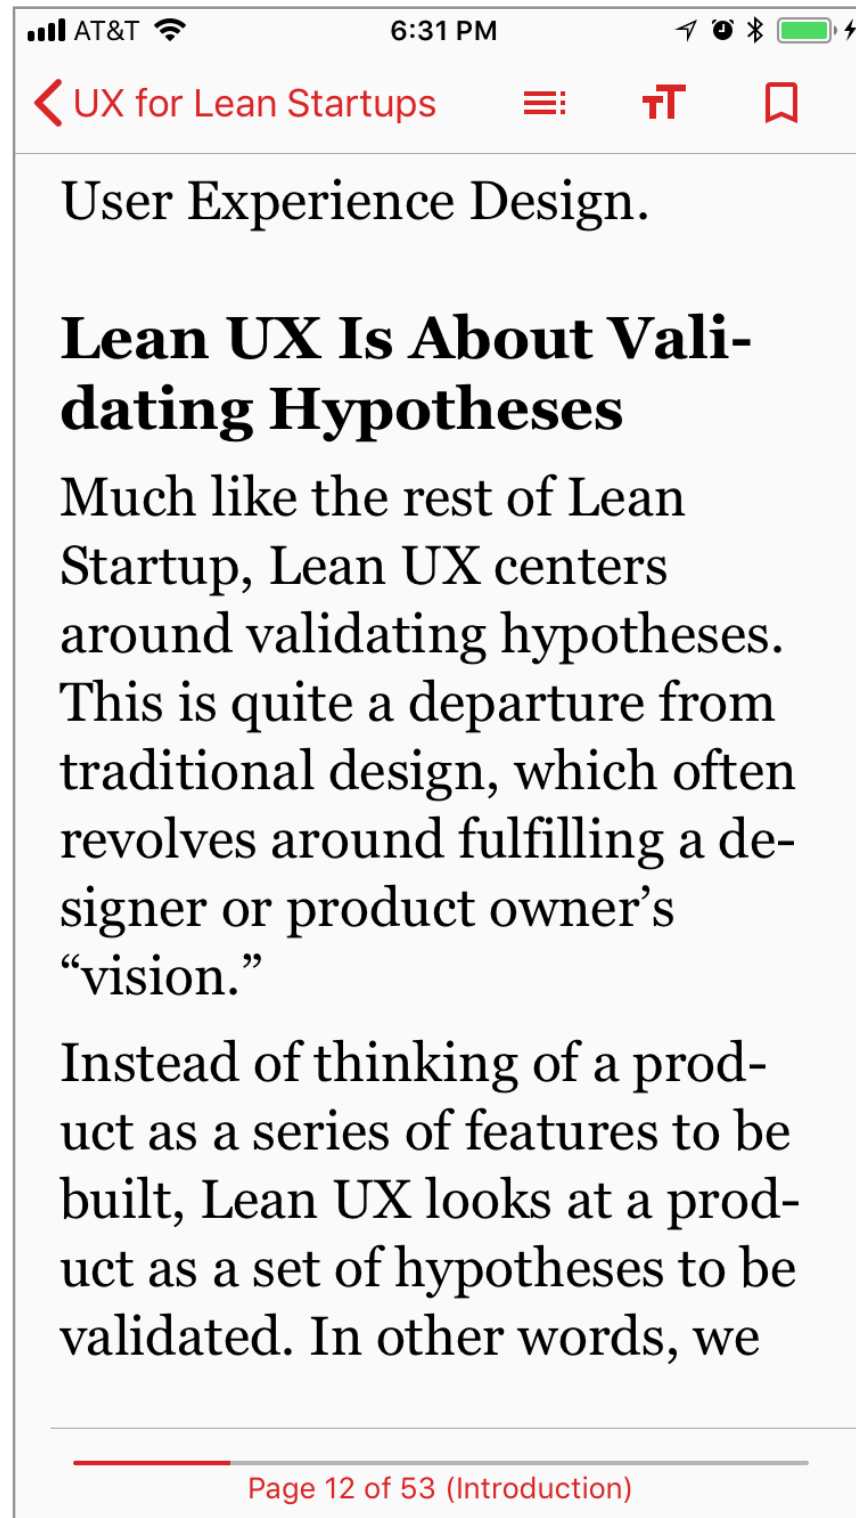 AT&T 6:31 PM
UX for Lean Startups TT
User Experience Design.
Lean UX Is About Vali-
dating Hypotheses
Much like the rest of Lean
Startup, Lean UX centers
around validating hypotheses.
This is quite a departure from
traditional design, which often
revolves around fulfilling a de-
signer or product owner’s
“vision.”
Instead of thinking of a prod-
uct as a series of features to be
built, Lean UX looks at a prod-
uct as a set of hypotheses to be
validated. In other words, we
Page 12 of 53 (Introduction)